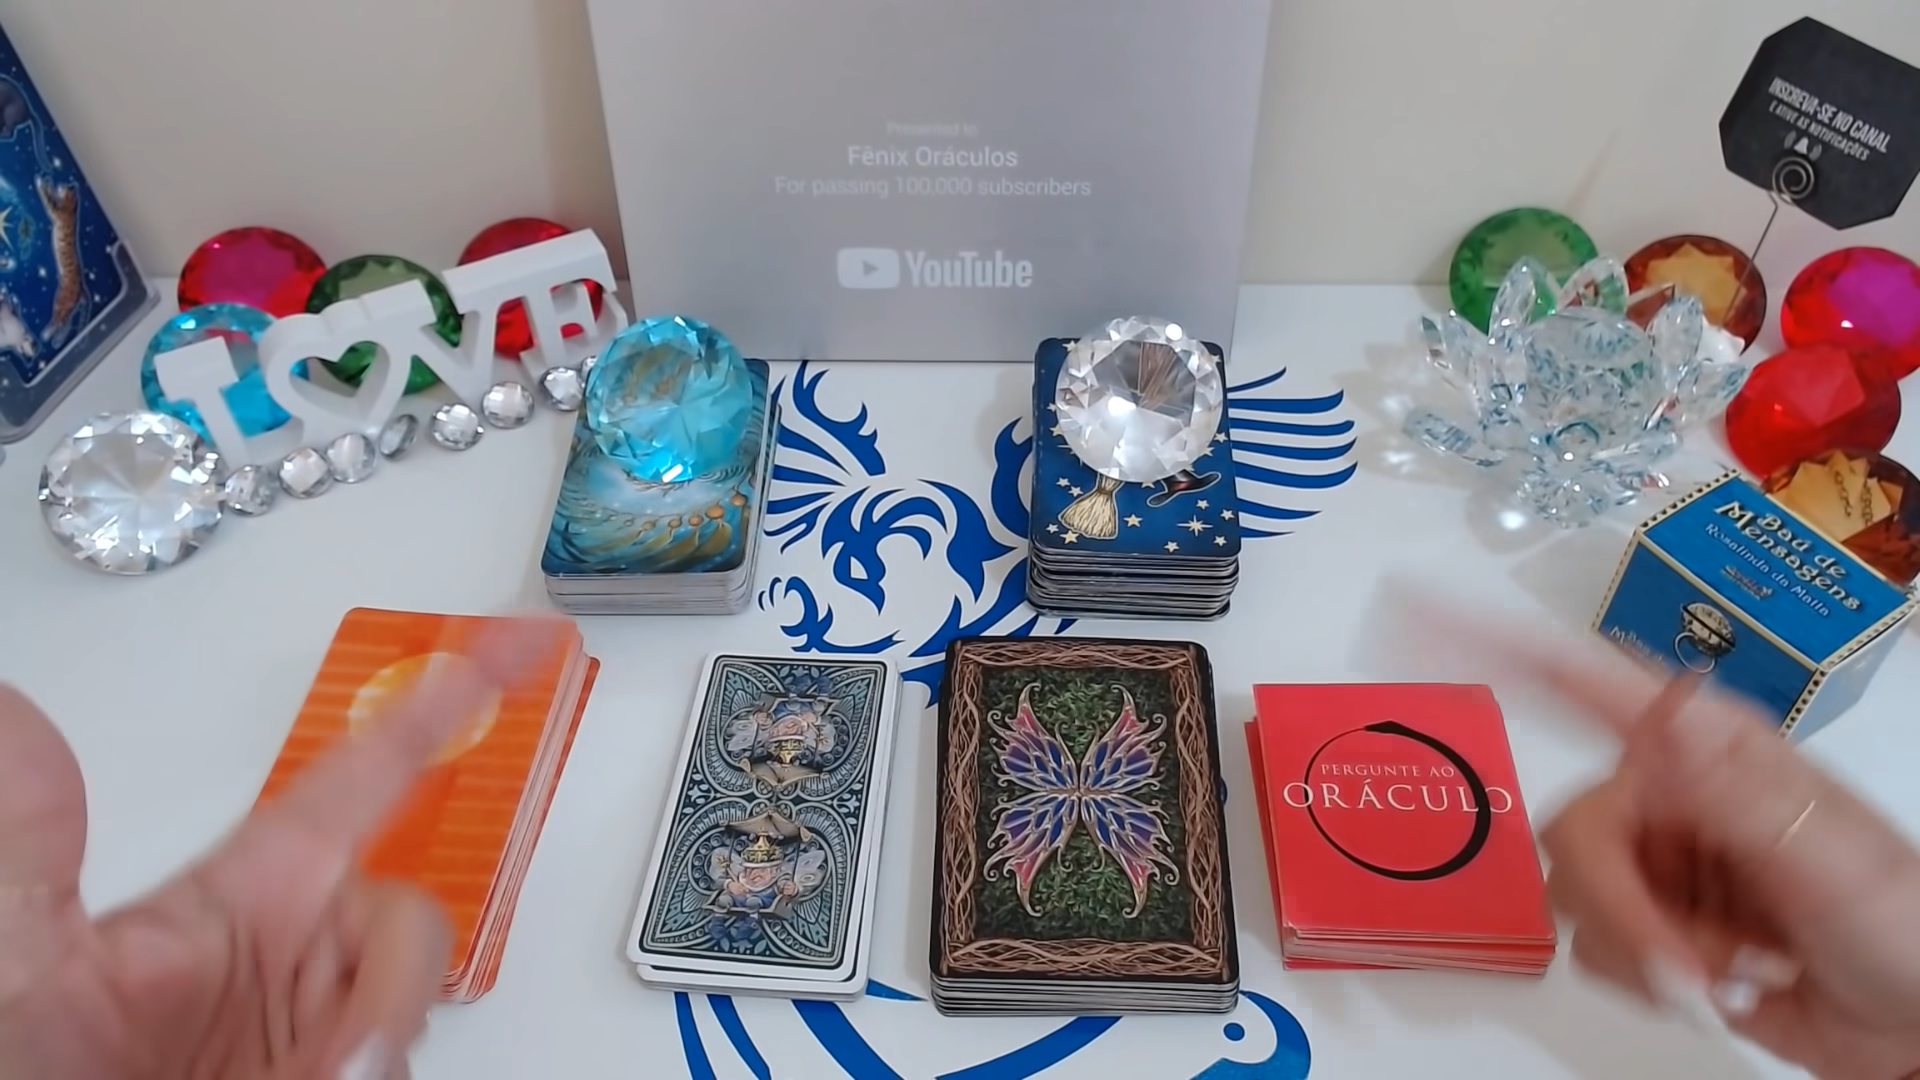 Presented to
Fênix Oráculos
For passing 100,000 subscribers
YouTube
INSCREVA-SE NO CANAL
E ATIVE AS NOTIFICAÇÕES
LOVE
Baú de
Mensagens
Rosalinda da Matta
PERGUNTE AO
ORÁCULO